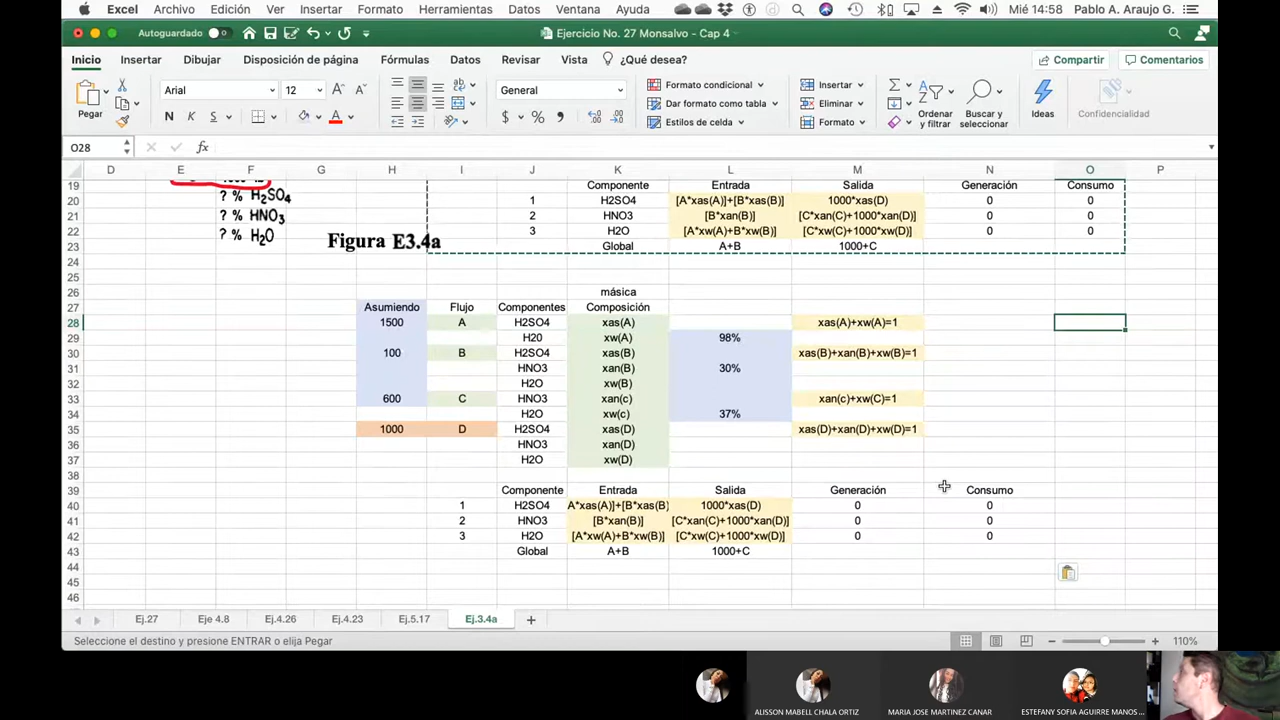 Excel Archivo Edición Ver Insertar Formato Herramientas Datos Ventana Ayuda Mié 14:58 Pablo A. Araujo G.
Autoguardado Ejercicio No. 27 Monsalvo - Cap 4
Inicio Insertar Dibujar Disposición de página Fórmulas Datos Revisar Vista ¿Qué desea? Compartir Comentarios
Pegar Arial 12 General Formato condicional Dar formato como tabla Estilos de celda Insertar Eliminar Formato Ordenar y filtrar Buscar y seleccionar Ideas Confidencialidad
N K S $ % 000
O28 fx
D E F G H I J K L M N O P
19 Componente Entrada Salida Generación Consumo
20 ? % H₂SO₄ 1 H2SO4 [A*xas(A)]+[B*xas(B)] 1000*xas(D) 0 0
21 ? % HNO₃ 2 HNO3 [B*xan(B)] [C*xan(C)+1000*xan(D)] 0 0
22 ? % H₂O 3 H2O [A*xw(A)+B*xw(B)] [C*xw(C)+1000*xw(D)] 0 0
Figura E3.4a
23 Global A+B 1000+C
24
25
26 másica
27 Asumiendo Flujo Componentes Composición
28 1500 A H2SO4 xas(A) xas(A)+xw(A)=1
29 H20 xw(A) 98%
30 100 B H2SO4 xas(B) xas(B)+xan(B)+xw(B)=1
31 HNO3 xan(B) 30%
32 H2O xw(B)
33 600 C HNO3 xan(c) xan(c)+xw(C)=1
34 H2O xw(c) 37%
35 1000 D H2SO4 xas(D) xas(D)+xan(D)+xw(D)=1
36 HNO3 xan(D)
37 H2O xw(D)
38
39 Componente Entrada Salida Generación Consumo
40 1 H2SO4 A*xas(A)]+[B*xas(B) 1000*xas(D) 0 0
41 2 HNO3 [B*xan(B)] [C*xan(C)+1000*xan(D)] 0 0
42 3 H2O [A*xw(A)+B*xw(B)] [C*xw(C)+1000*xw(D)] 0 0
43 Global A+B 1000+C
44
45
46
Ej.27 Eje 4.8 Ej.4.26 Ej.4.23 Ej.5.17 Ej.3.4a
Seleccione el destino y presione ENTRAR o elija Pegar 110%
ALISSON MABELL CHALA ORTIZ MARIA JOSE MARTINEZ CANAR ESTEFANY SOFIA AGUIRRE MANOS ...